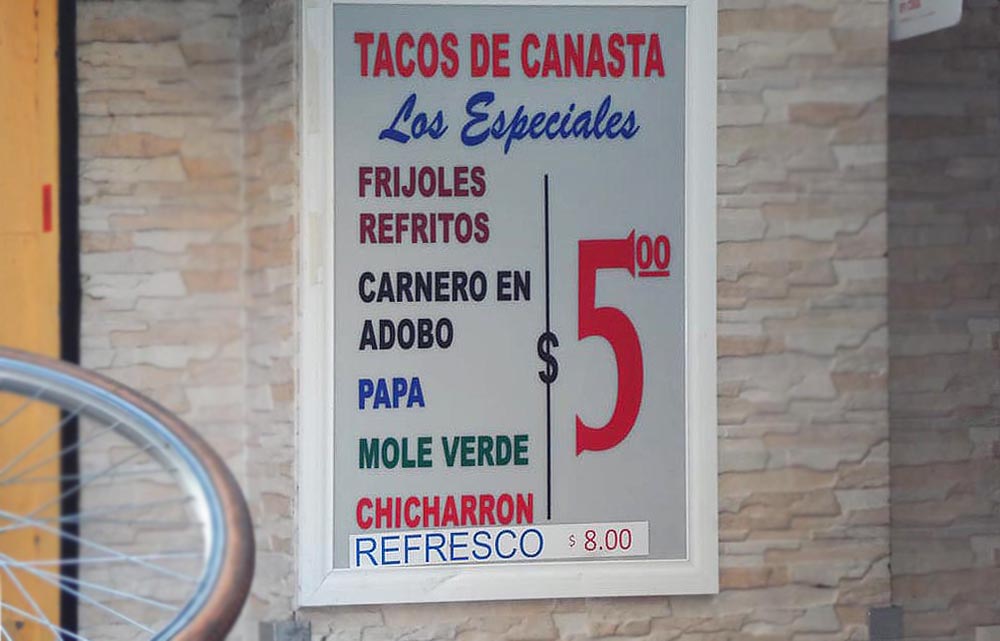 TACOS DE CANASTA
Los Especiales
FRIJOLES
REFRITOS
CARNERO EN
ADOBO
PAPA
MOLE VERDE
CHICHARRON
$ 5 00
REFRESCO $ 8.00